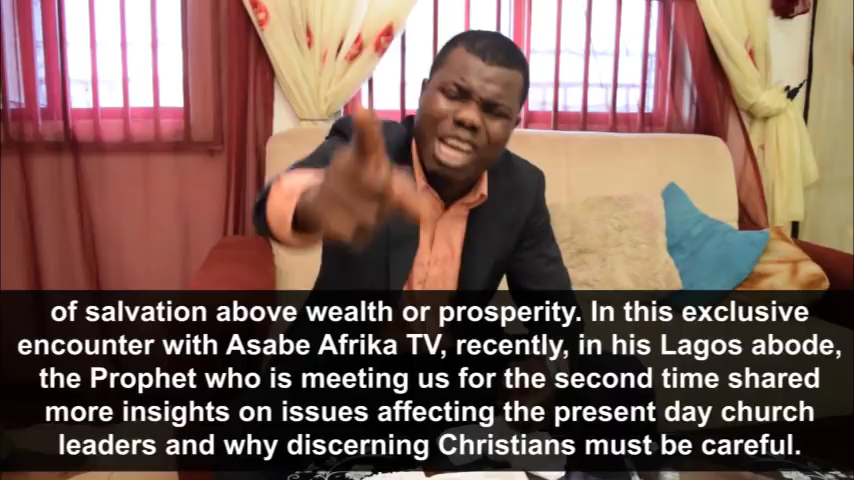 of salvation above wealth or prosperity. In this exclusive
encounter with Asabe Afrika TV, recently, in his Lagos abode,
the Prophet who is meeting us for the second time shared
more insights on issues affecting the present day church
leaders and why discerning Christians must be careful.